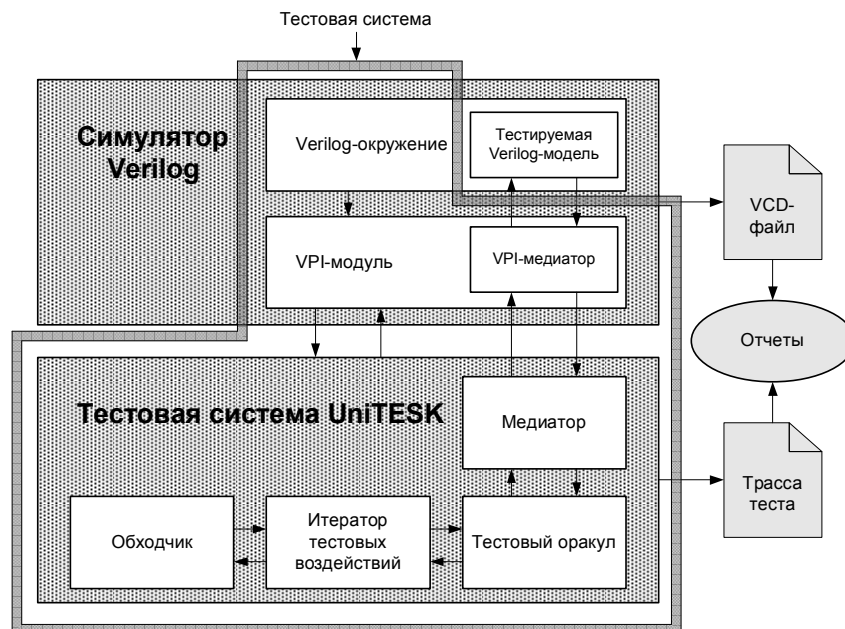 Тестовая система
Симулятор
Verilog
Verilog-окружение
Тестируемая
Verilog-модель
VPI-модуль
VPI-медиатор
VCD-
файл
Отчеты
Тестовая система UniTESK
Медиатор
Трасса
теста
Обходчик
Итератор
тестовых
воздействий
Тестовый оракул